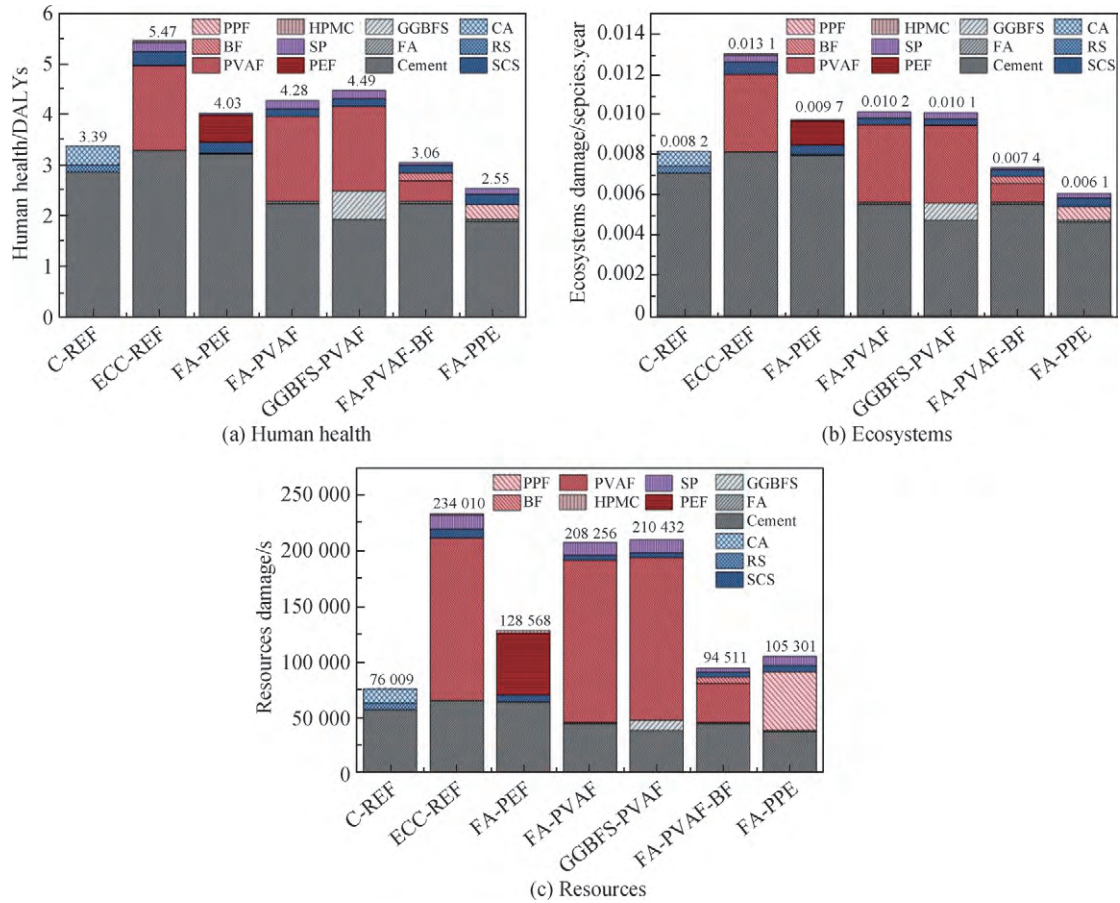 6
5
4
3
2
1
0
Human health/DALYs
PPF HPMC GGBFS CA
BF SP FA RS
PVAF PEF Cement SCS
3.39
5.47
4.03
4.28
4.49
3.06
2.55
C-REF
ECC-REF
FA-PEF
FA-PVAF
GGBFS-PVAF
FA-PVAF-BF
FA-PPE
(a) Human health
0.014
0.012
0.010
0.008
0.006
0.004
0.002
0
Ecosystems damage/sepcies.year
PPF HPMC GGBFS CA
BF SP FA RS
PVAF PEF Cement SCS
0.008 2
0.013 1
0.009 7
0.010 2
0.010 1
0.007 4
0.006 1
C-REF
ECC-REF
FA-PEF
FA-PVAF
GGBFS-PVAF
FA-PVAF-BF
FA-PPE
(b) Ecosystems
250 000
200 000
150 000
100 000
50 000
0
Resources damage/s
PPF PVAF SP GGBFS
BF HPMC PEF FA
Cement
CA
RS
SCS
76 009
234 010
128 568
208 256
210 432
94 511
105 301
C-REF
ECC-REF
FA-PEF
FA-PVAF
GGBFS-PVAF
FA-PVAF-BF
FA-PPE
(c) Resources